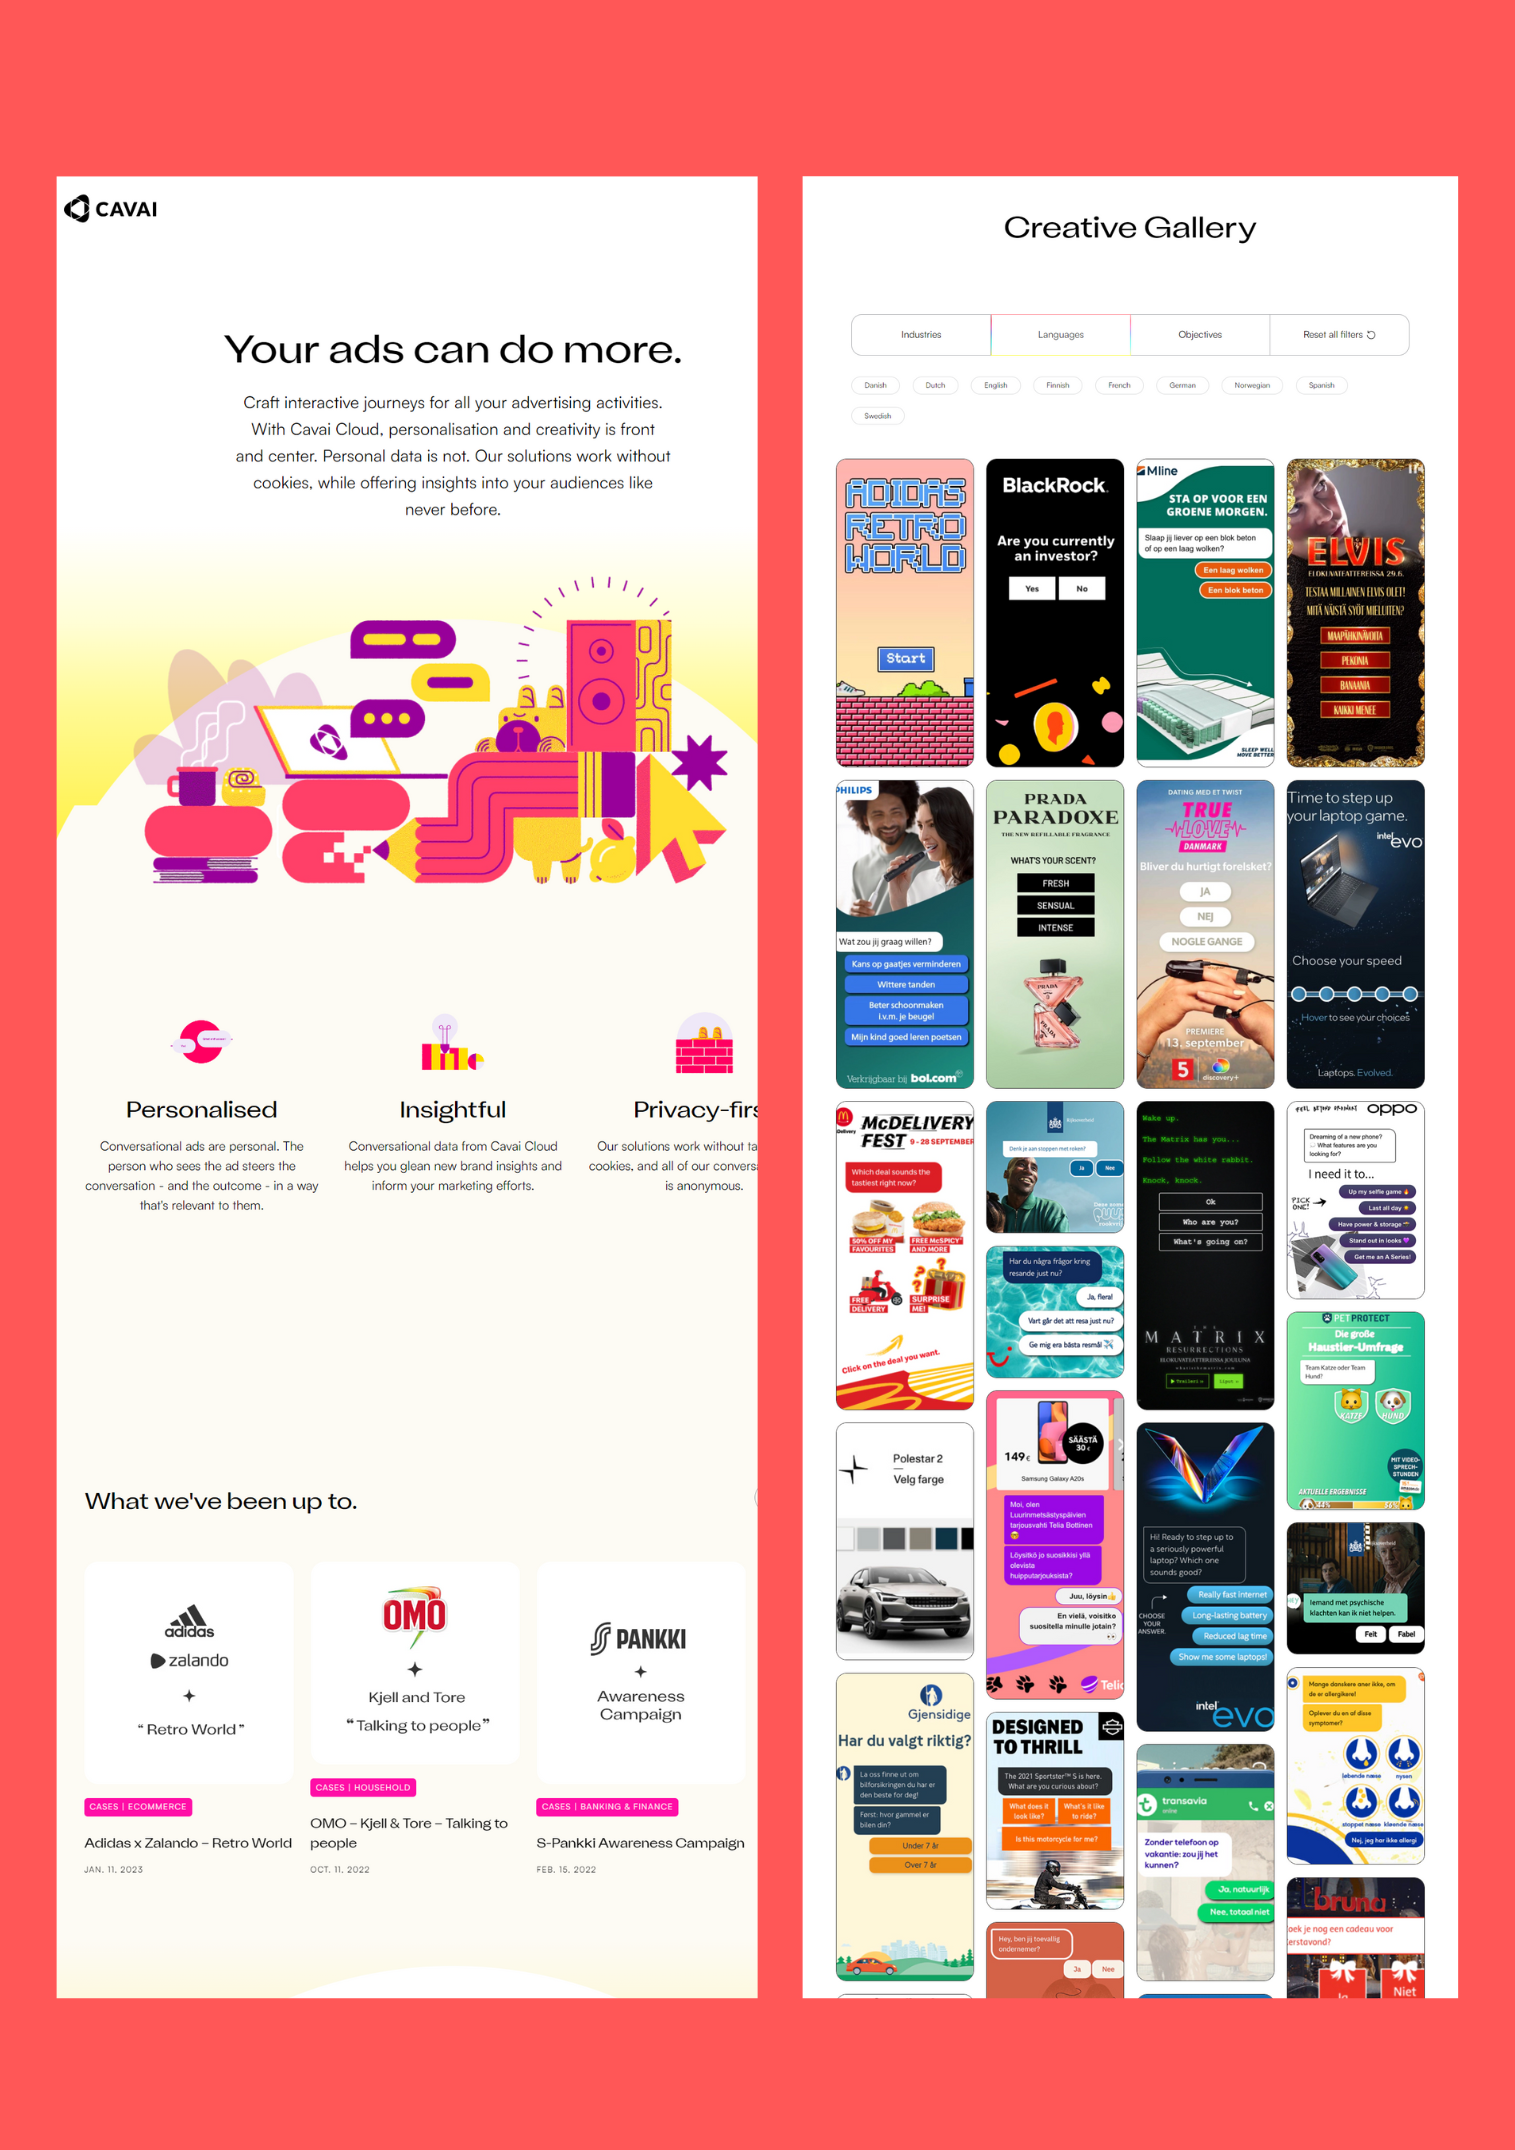 CAVAI
Your ads can do more.
Craft interactive journeys for all your advertising activities.
With Cavai Cloud, personalisation and creativity is front
and center. Personal data is not. Our solutions work without
cookies, while offering insights into your audiences like
never before.
Personalised
Conversational ads are personal. The
person who sees the ad steers the
conversation - and the outcome - in a way
that's relevant to them.
Insightful
Conversational data from Cavai Cloud
helps you glean new brand insights and
inform your marketing efforts.
Privacy-firs
Our solutions work without ta
cookies, and all of our convers
is anonymous.
What we've been up to.
adidas
zalando
“ Retro World ”
CASES | ECOMMERCE
Adidas x Zalando – Retro World
JAN. 11, 2023
OMO
Kjell and Tore
“ Talking to people ”
CASES | HOUSEHOLD
OMO – Kjell & Tore – Talking to
people
OCT. 11, 2022
PANKKI
Awareness
Campaign
CASES | BANKING & FINANCE
S-Pankki Awareness Campaign
FEB. 15, 2022
Creative Gallery
Industries
Languages
Objectives
Reset all filters
Danish
Dutch
English
Finnish
French
German
Norwegian
Spanish
Swedish
ADIDAS
RETRO
WORLD
Start
BlackRock.
Are you currently
an investor?
Yes
No
Mline
STA OP VOOR EEN
GROENE MORGEN.
Slaap jij liever op een blok beton
of op een laag wolken?
Een laag wolken
Een blok beton
SLEEP WELL
MOVE BETTER
ELVIS
ELOKUVATEATTEREISSA 29.6.
TESTAA MILLAINEN ELVIS OLET!
MITÄ NÄISTÄ SYÖT MIELUITEN?
MAAPÄHKINÄVOITA
PEKONIA
BANAANIA
KAIKKI MENEE
PHILIPS
Wat zou jij graag willen?
Kans op gaatjes verminderen
Wittere tanden
Beter schoonmaken
i.v.m. je beugel
Mijn kind goed leren poetsen
Verkrijgbaar bij bol.com
PRADA
PARADOXE
THE NEW REFILLABLE FRAGRANCE
WHAT'S YOUR SCENT?
FRESH
SENSUAL
INTENSE
PRADA
PRADA
DATING MED ET TWIST
TRUE
LOVE
DANMARK
Bliver du hurtigt forelsket?
JA
NEJ
NOGLE GANGE
PREMIERE
13. september
5
discovery+
Time to step up
your laptop game.
intel evo
Choose your speed
Hover to see your choices
Laptops. Evolved.
Delivery
McDELIVERY
FEST 9 - 28 SEPTEMBER
Which deal sounds the
tastiest right now?
50% OFF MY
FAVOURITES
FREE McSPICY
AND MORE
FREE
DELIVERY
SURPRISE
ME!
Click on the deal you want.
Denk je aan stoppen met roken?
Ja
Nee
Har du några frågor kring
resande just nu?
Ja, flera!
Vart går det att resa just nu?
Ge mig era bästa resmål
Wake up.
The Matrix has you...
Follow the white rabbit.
Knock, knock.
Ok
Who are you?
What's going on?
THE
MATRIX
RESURRECTIONS
ELOKUVATEATTEREISSA JOULUNA
oppo
Dreaming of a new phone?
What features are you
looking for?
I need it to...
PICK
ONE!
Up my selfie game
Last all day
Have power & storage
Stand out in looks
Get me an A Series!
PET PROTECT
Die große
Haustier-Umfrage
Team Katze oder Team
Hund?
KATZE
HUND
MIT VIDEO-
SPRECH-
STUNDEN
AKTUELLE ERGEBNISSE
44%
56%
Polestar 2
Velg farge
149€
SÄÄSTÄ
30 €
Samsung Galaxy A20s
Moi, olen
Luurinmetsästyspäivien
tarjousvahti Telia Bottinen
Löysitkö jo suosikkisi yllä
olevista
huipputarjouksista?
Juu, löysin
En vielä, voisitko
suositella minulle jotain?
Telia
Hi! Ready to step up to
a seriously powerful
laptop? Which one
sounds good?
CHOOSE
YOUR
ANSWER.
Really fast internet
Long-lasting battery
Reduced lag time
Show me some laptops!
intel
evo
Iemand met psychische
klachten kan ik niet helpen.
Feit
Fabel
Gjensidige
Har du valgt riktig?
La oss finne ut om
bilforsikringen du har er
den beste for deg!
Først: hvor gammel er
bilen din?
Under 7 år
Over 7 år
DESIGNED
TO THRILL
The 2021 Sportster™ S is here.
What are you curious about?
What does it
look like?
What's it like
to ride?
Is this motorcycle for me?
Hey, ben jij toevallig
ondernemer?
Ja
Nee
transavia
online
Zonder telefoon op
vakantie: zou jij het
kunnen?
Ja, natuurlijk
Nee, totaal niet
Mange danskere aner ikke, om
de er allergikere!
Oplever du en af disse
symptomer?
løbende næse
nysen
stoppet næse
kløende næse
Nej, jeg har ikke allergi
bruna
oek je nog een cadeau voor
erstavond?
Ja
Niet